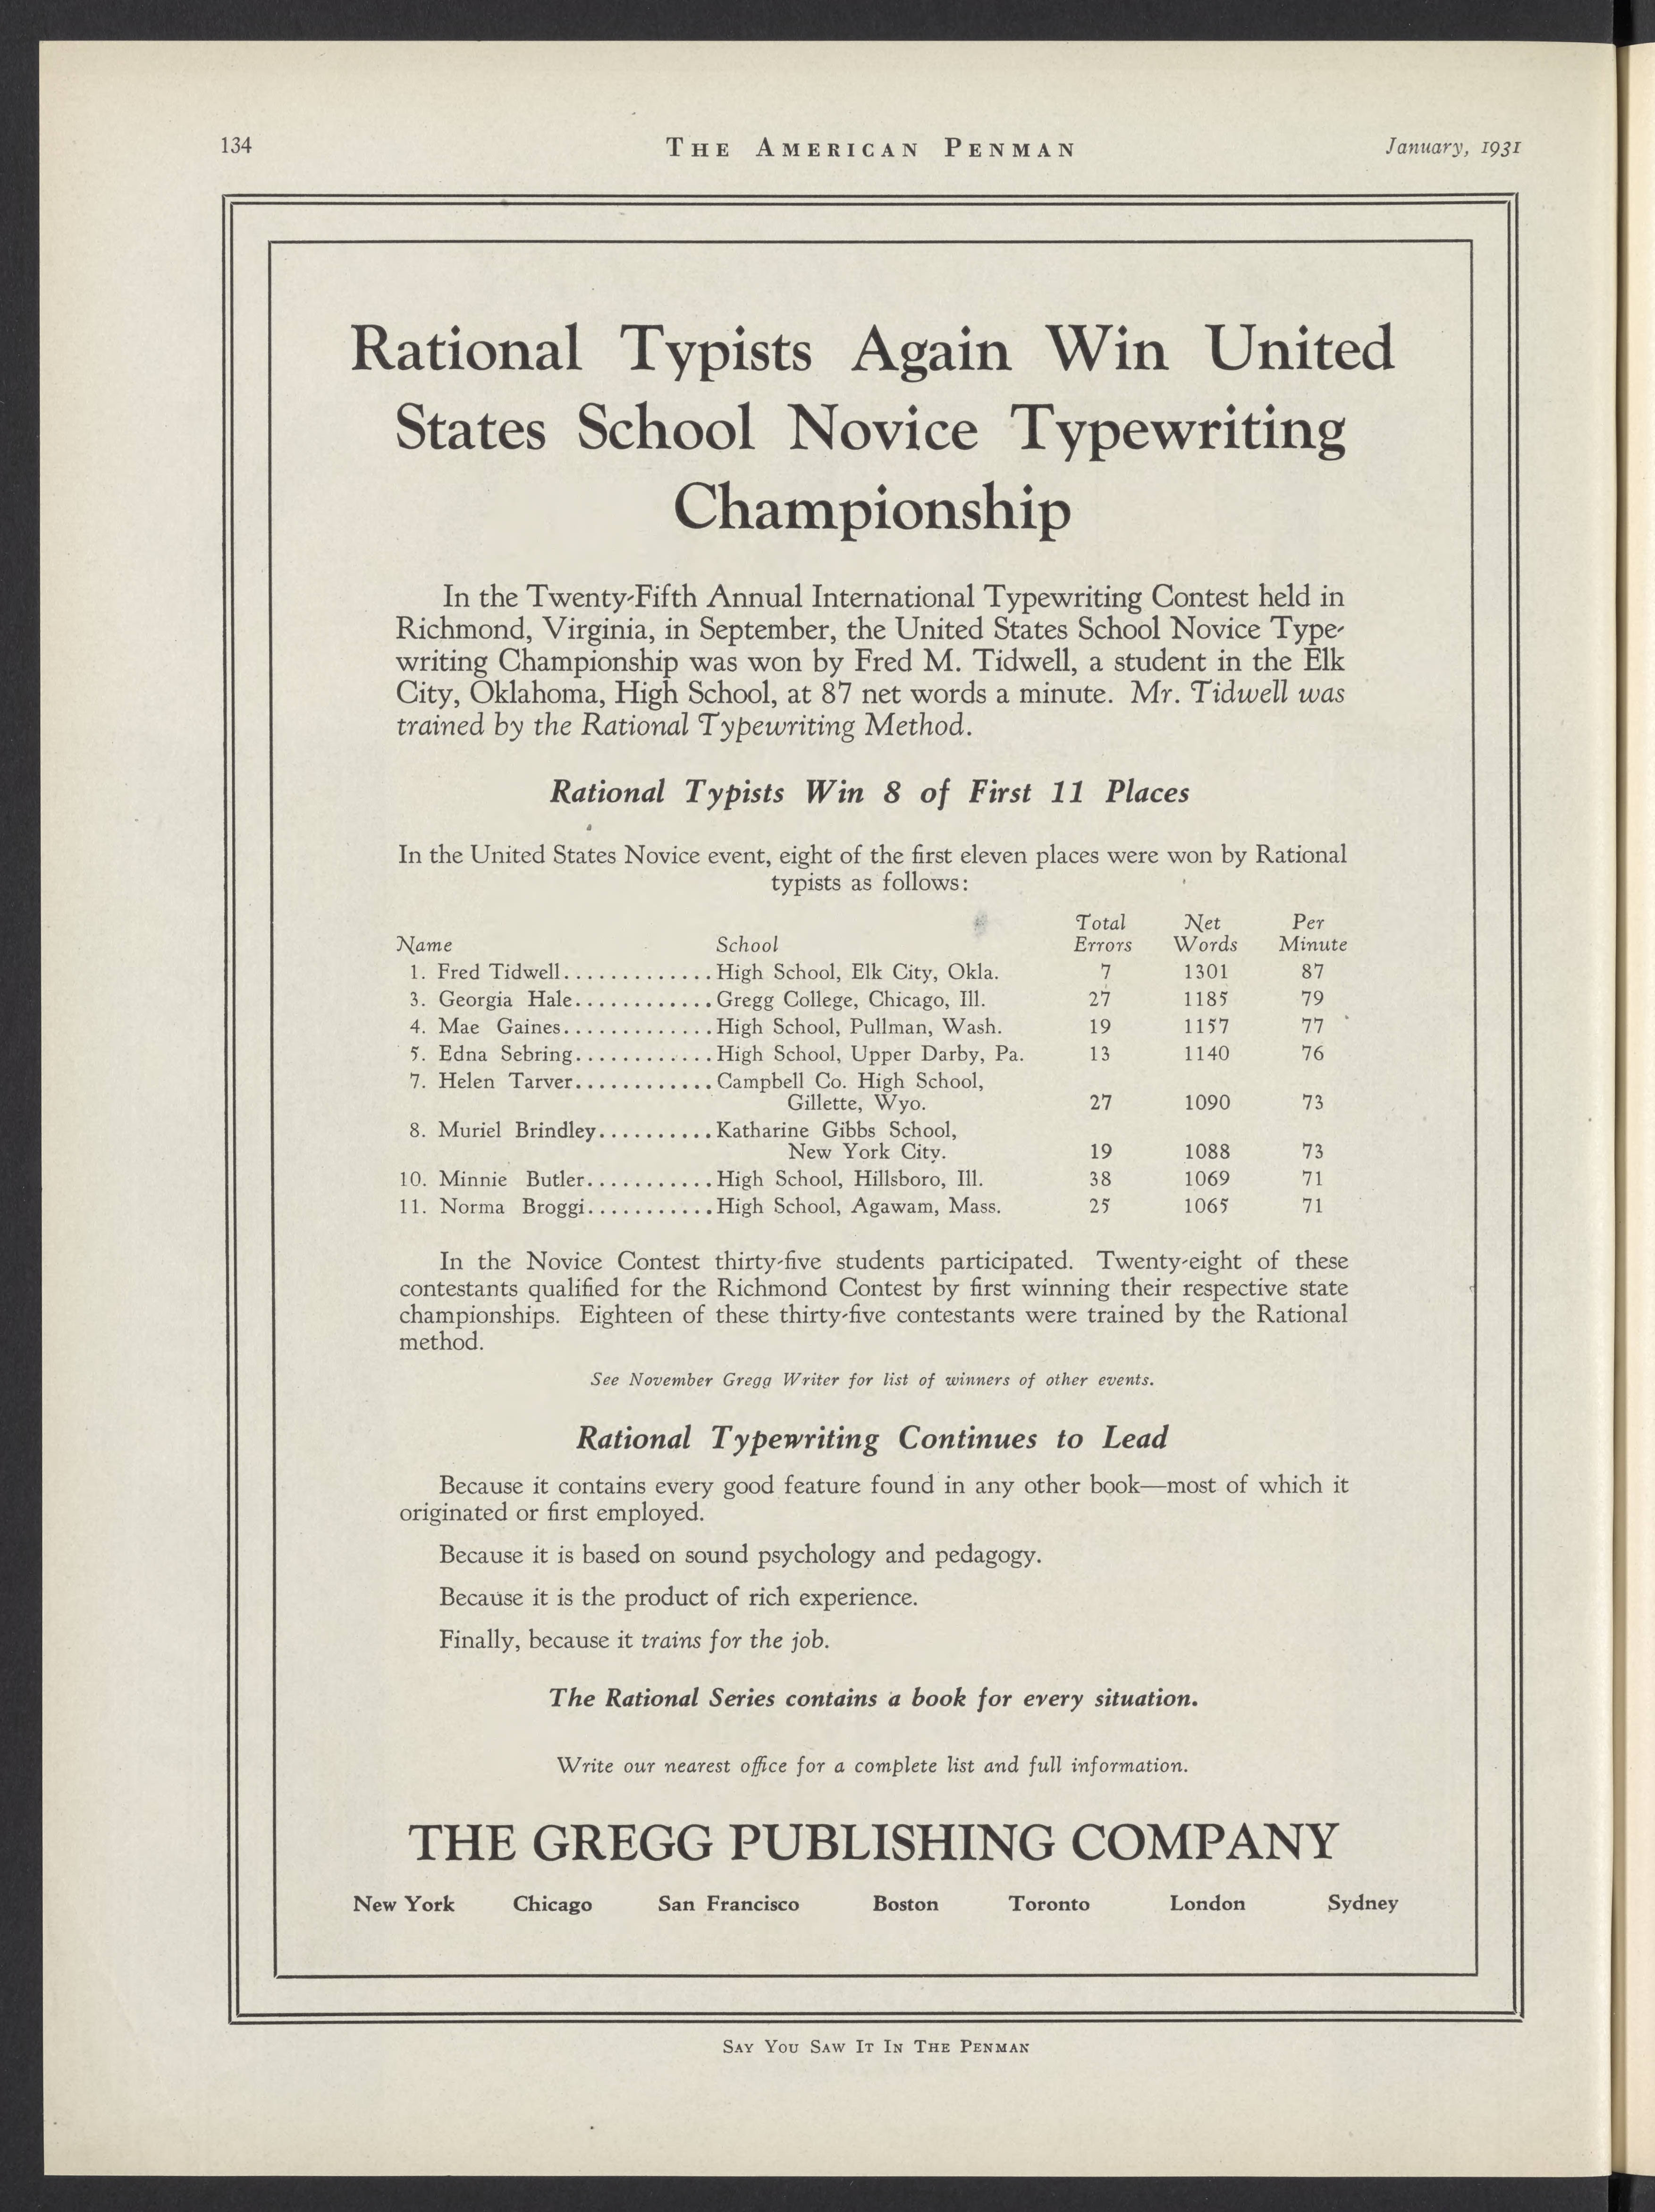 134
THE AMERICAN PENMAN
January, 1931
Rational Typists Again Win United
States School Novice Typewriting
Championship
In the Twenty-Fifth Annual International Typewriting Contest held in
Richmond, Virginia, in September, the United States School Novice Type-
writing Championship was won by Fred M. Tidwell, a student in the Elk
City, Oklahoma, High School, at 87 net words a minute. Mr. Tidwell was
trained by the Rational Typewriting Method.
Rational Typists Win 8 of First 11 Places
In the United States Novice event, eight of the first eleven places were won by Rational
typists as follows:
Total Net Per
Name School Errors Words Minute
1. Fred Tidwell.............High School, Elk City, Okla. 7 1301 87
3. Georgia Hale............Gregg College, Chicago, Ill. 27 1185 79
4. Mae Gaines.............High School, Pullman, Wash. 19 1157 77
5. Edna Sebring............High School, Upper Darby, Pa. 13 1140 76
7. Helen Tarver............Campbell Co. High School,
Gillette, Wyo. 27 1090 73
8. Muriel Brindley..........Katharine Gibbs School,
New York City. 19 1088 73
10. Minnie Butler...........High School, Hillsboro, Ill. 38 1069 71
11. Norma Broggi...........High School, Agawam, Mass. 25 1065 71
In the Novice Contest thirty-five students participated. Twenty-eight of these
contestants qualified for the Richmond Contest by first winning their respective state
championships. Eighteen of these thirty-five contestants were trained by the Rational
method.
See November Gregg Writer for list of winners of other events.
Rational Typewriting Continues to Lead
Because it contains every good feature found in any other book—most of which it
originated or first employed.
Because it is based on sound psychology and pedagogy.
Because it is the product of rich experience.
Finally, because it trains for the job.
The Rational Series contains a book for every situation.
Write our nearest office for a complete list and full information.
THE GREGG PUBLISHING COMPANY
New York Chicago San Francisco Boston Toronto London Sydney
SAY YOU SAW IT IN THE PENMAN